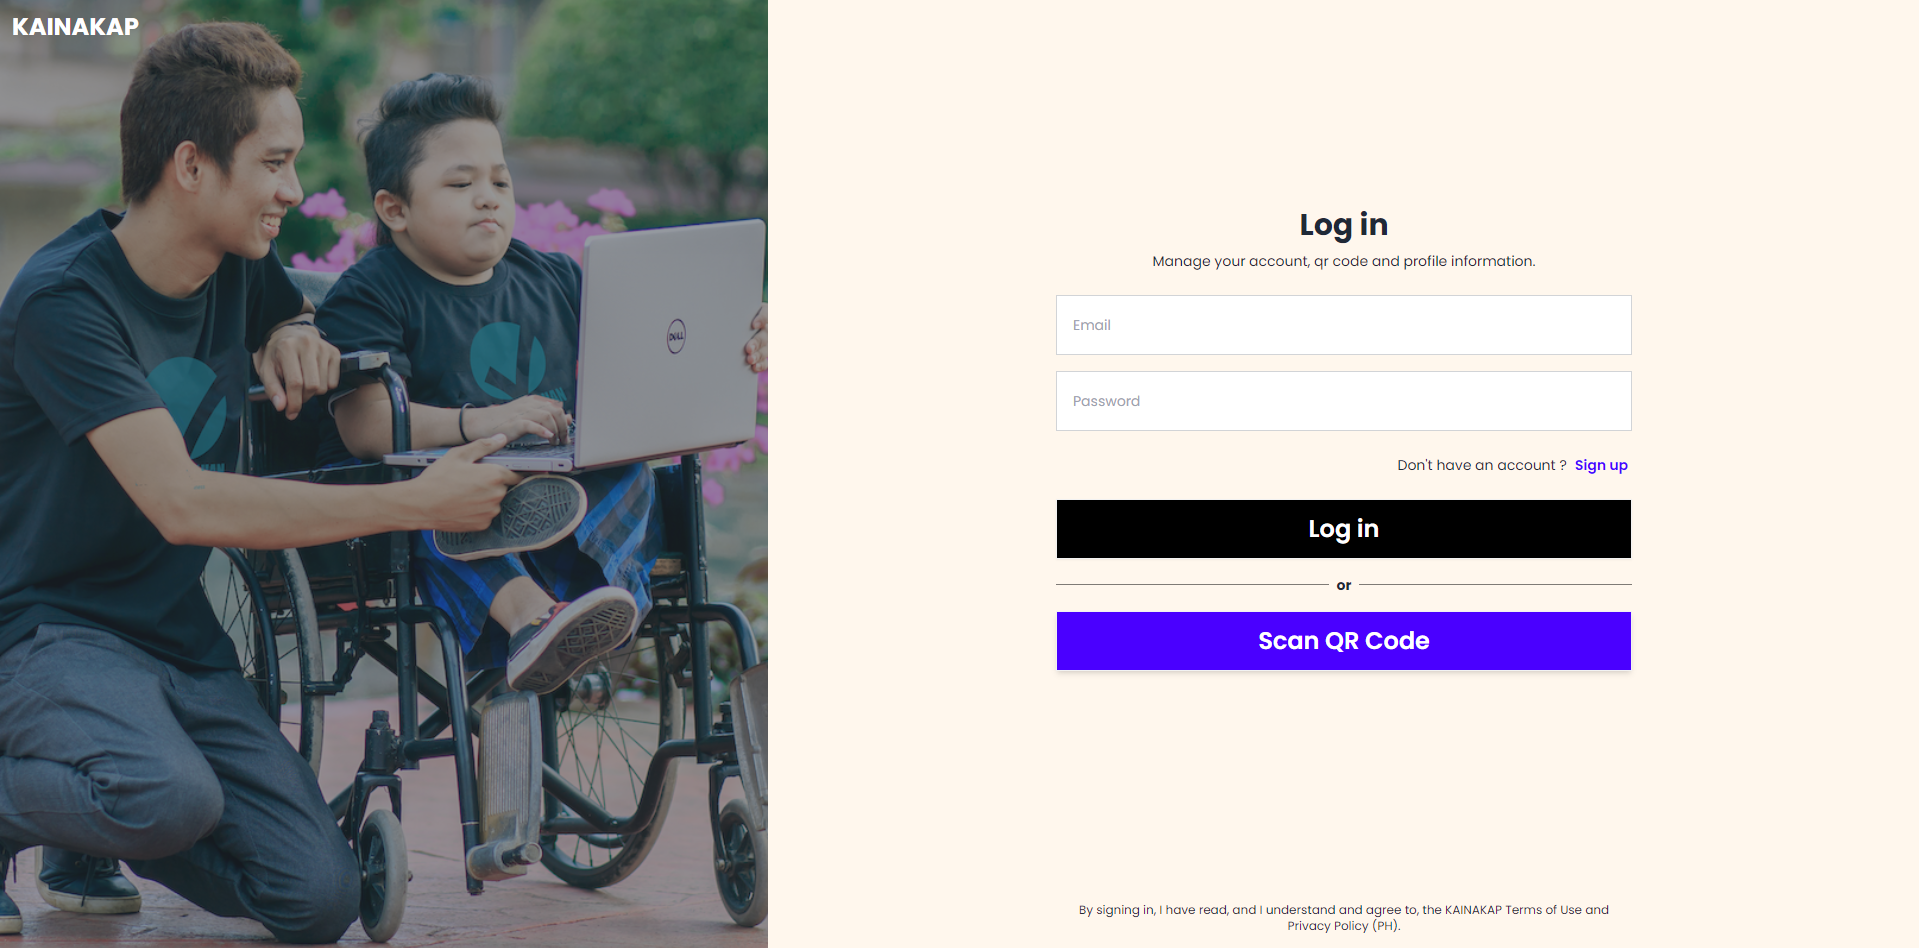 KAINAKAP
DELL
Log in
Manage your account, qr code and profile information.
Email
Password
Don't have an account ? Sign up
Log in
or
Scan QR Code
By signing in, I have read, and I understand and agree to, the KAINAKAP Terms of Use and
Privacy Policy (PH).